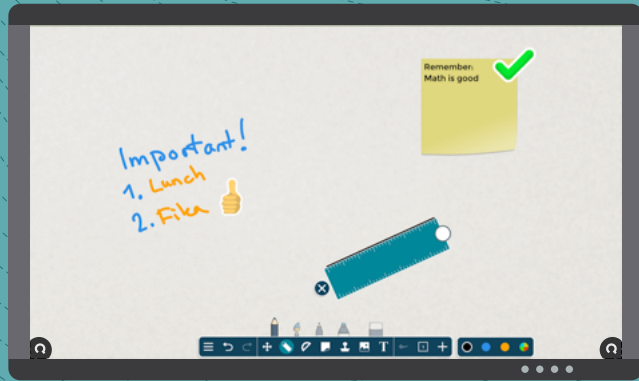 Important!
1. Lunch
2. Fika
Remember:
Math is good
T